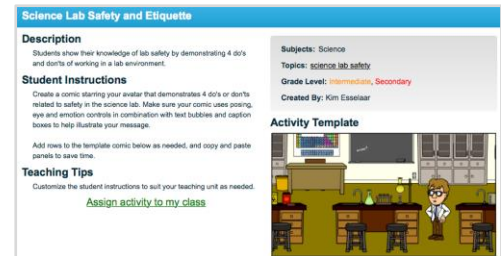 Science Lab Safety and Etiquette
Description
Students show their knowledge of lab safety by demonstrating 4 do's
and don'ts of working in a lab environment.
Student Instructions
Create a comic starring your avatar that demonstrates 4 do's or don'ts
related to safety in the science lab. Make sure your comic uses posing,
eye and emotion controls in combination with text bubbles and caption
boxes to help illustrate your message.
Add rows to the template comic below as needed, and copy and paste
panels to save time.
Teaching Tips
Customize the student instructions to suit your teaching unit as needed.
Assign activity to my class
Subjects: Science
Topics: science lab safety
Grade Level: Intermediate, Secondary
Created By: Kim Esselaar
Activity Template